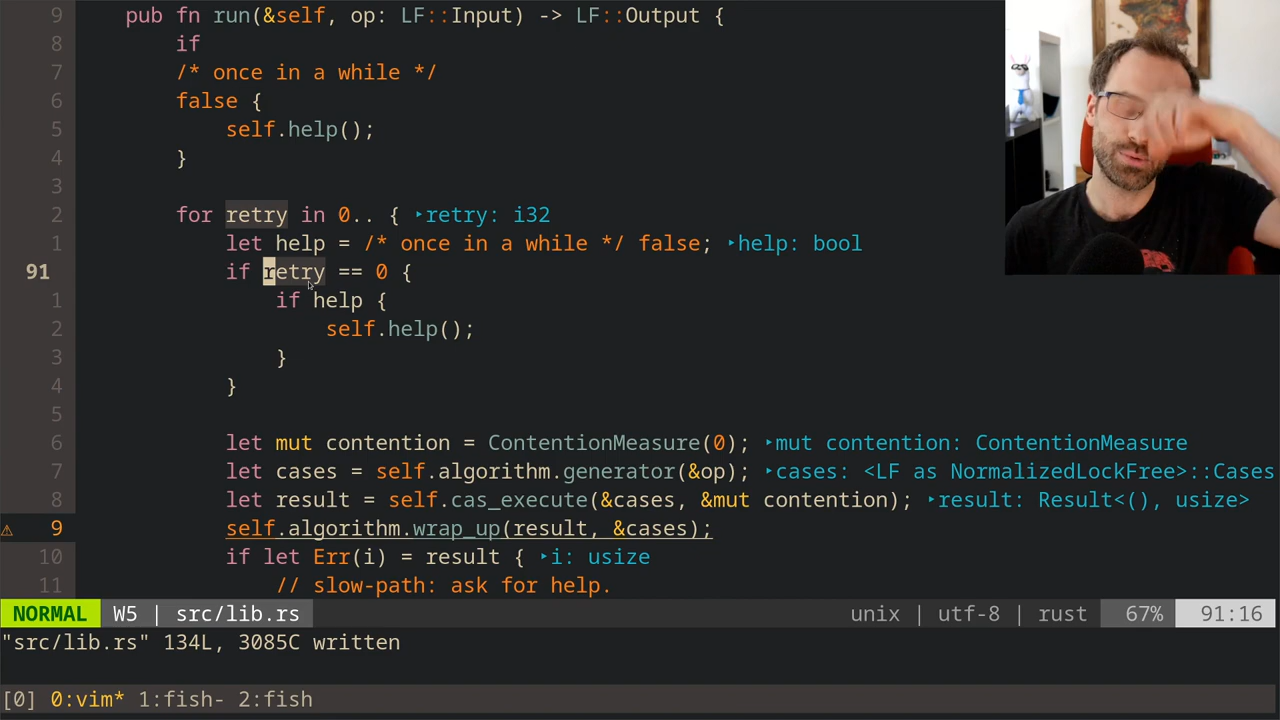 9 pub fn run(&self, op: LF::Input) -> LF::Output {
8 if
7 /* once in a while */
6 false {
5 self.help();
4 }
3
2 for retry in 0.. { ‣retry: i32
1 let help = /* once in a while */ false; ‣help: bool
91 if retry == 0 {
1 if help {
2 self.help();
3 }
4 }
5
6 let mut contention = ContentionMeasure(0); ‣mut contention: ContentionMeasure
7 let cases = self.algorithm.generator(&op); ‣cases: <LF as NormalizedLockFree>::Cases
8 let result = self.cas_execute(&cases, &mut contention); ‣result: Result<(), usize>
⚠ 9 self.algorithm.wrap_up(result, &cases);
10 if let Err(i) = result { ‣i: usize
11 // slow-path: ask for help.
NORMAL W5 | src/lib.rs unix | utf-8 | rust 67% 91:16
"src/lib.rs" 134L, 3085C written
[0] 0:vim* 1:fish- 2:fish